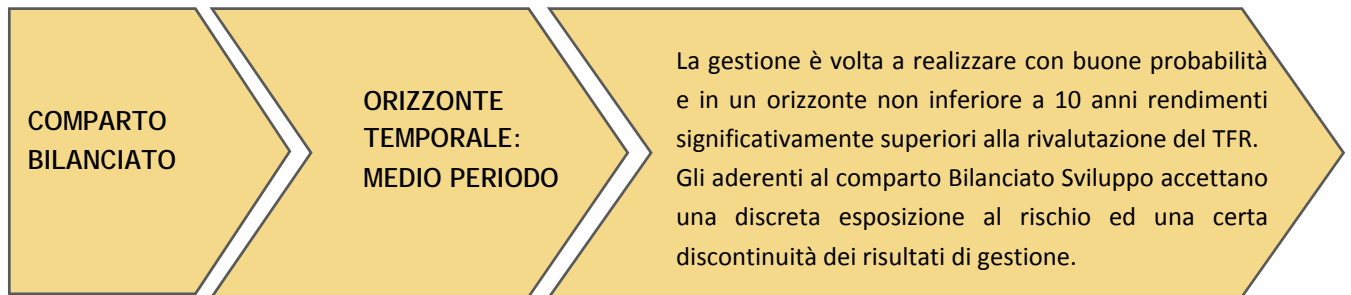 COMPARTO
BILANCIATO
ORIZZONTE
TEMPORALE:
MEDIO PERIODO
La gestione è volta a realizzare con buone probabilità
e in un orizzonte non inferiore a 10 anni rendimenti
significativamente superiori alla rivalutazione del TFR.
Gli aderenti al comparto Bilanciato Sviluppo accettano
una discreta esposizione al rischio ed una certa
discontinuità dei risultati di gestione.